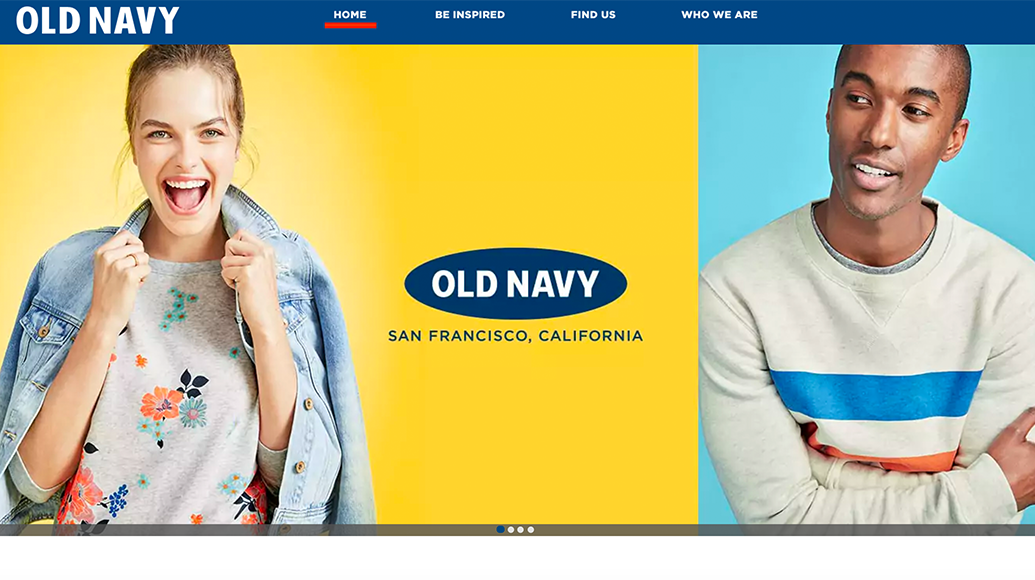 OLD NAVY
HOME BE INSPIRED FIND US WHO WE ARE
OLD NAVY
SAN FRANCISCO, CALIFORNIA